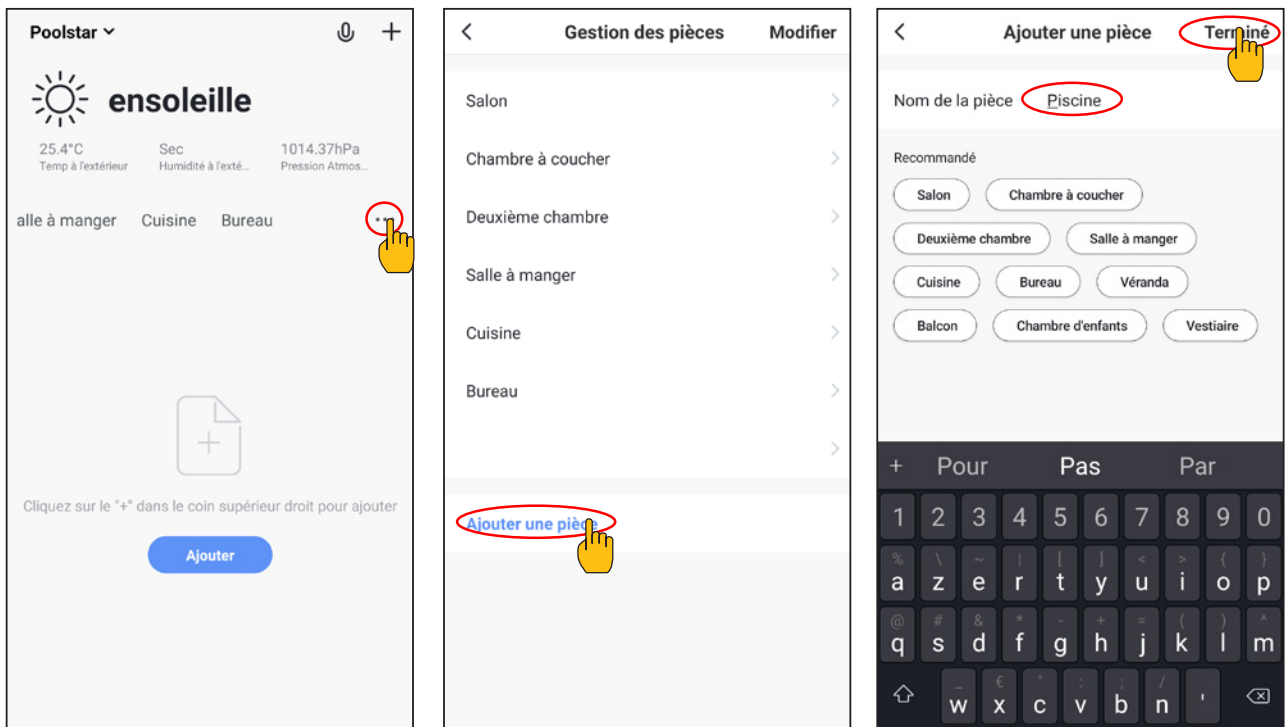 Poolstar
ensoleille
25.4°C Sec 1014.37hPa
Temp à l'extérieur Humidité à l'exté... Pression Atmos...
alle à manger Cuisine Bureau ...
Cliquez sur le "+" dans le coin supérieur droit pour ajouter
Ajouter
Gestion des pièces Modifier
Salon
Chambre à coucher
Deuxième chambre
Salle à manger
Cuisine
Bureau
Ajouter une pièce
Ajouter une pièce Terminé
Nom de la pièce Piscine
Recommandé
Salon Chambre à coucher
Deuxième chambre Salle à manger
Cuisine Bureau Véranda
Balcon Chambre d'enfants Vestiaire
+ Pour Pas Par
1 2 3 4 5 6 7 8 9 0
% \ ~ | [ ] < > { }
a z e r t y u i o p
@ # & * - + = ( ) ^
q s d f g h j k l m
_ € " : ; /
w x c v b n '